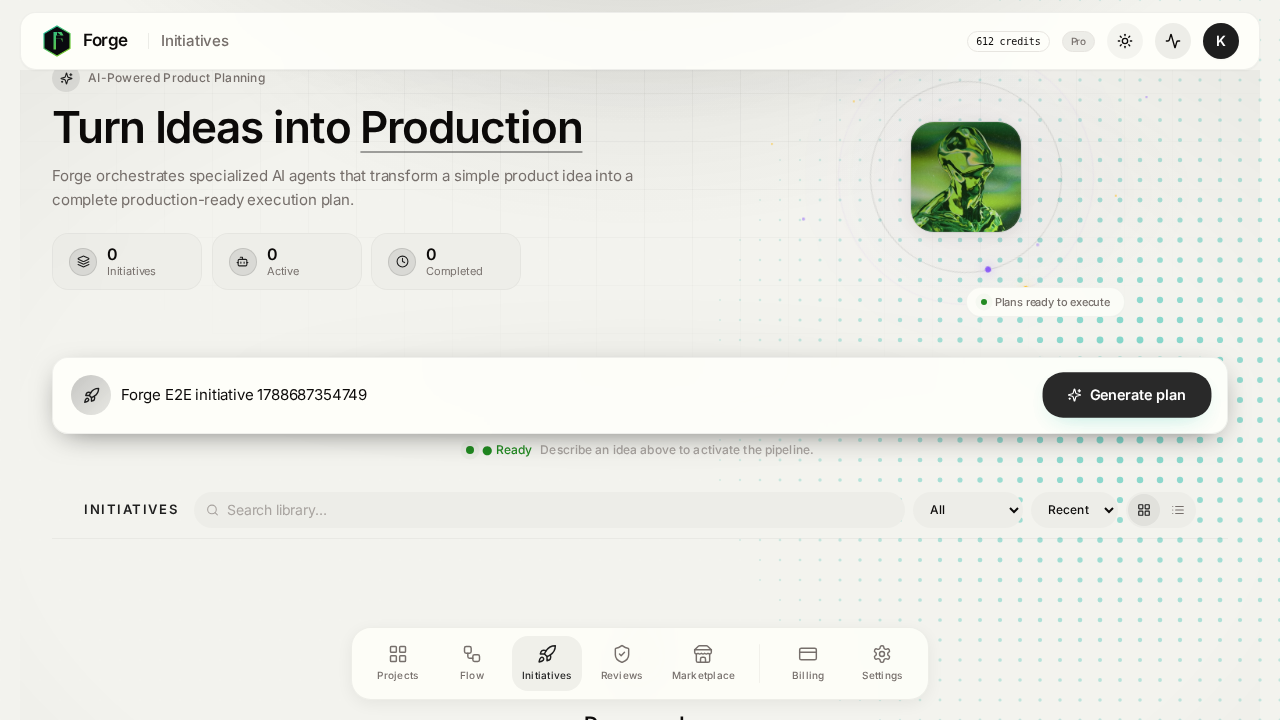 Forge
Initiatives
612 credits
Pro
K
AI-Powered Product Planning
Turn Ideas into Production
Forge orchestrates specialized AI agents that transform a simple product idea into a
complete production-ready execution plan.
0
Initiatives
0
Active
0
Completed
Plans ready to execute
Forge E2E initiative 1788687354749
Generate plan
Ready Describe an idea above to activate the pipeline.
INITIATIVES
Search library...
All
Recent
Projects
Flow
Initiatives
Reviews
Marketplace
Billing
Settings